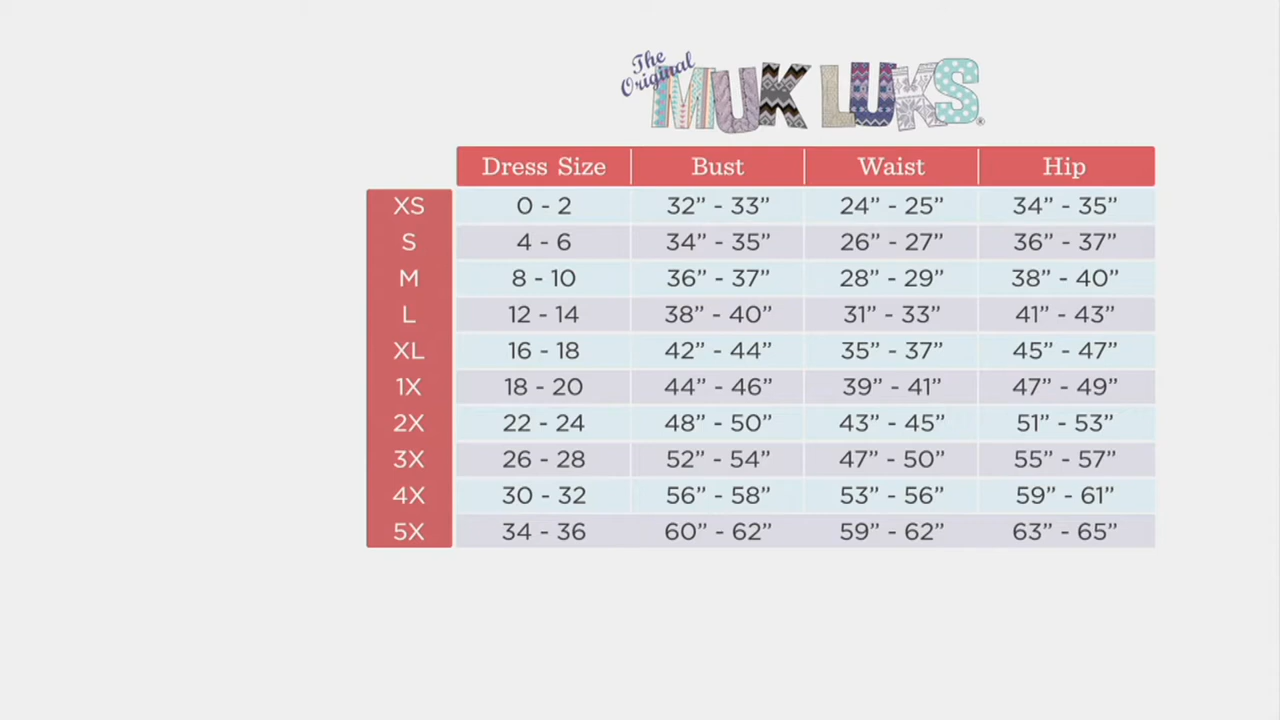 The Original MUK LUKS®
Dress Size Bust Waist Hip
XS 0 - 2 32” - 33” 24” - 25” 34” - 35”
S 4 - 6 34” - 35” 26” - 27” 36” - 37”
M 8 - 10 36” - 37” 28” - 29” 38” - 40”
L 12 - 14 38” - 40” 31” - 33” 41” - 43”
XL 16 - 18 42” - 44” 35” - 37” 45” - 47”
1X 18 - 20 44” - 46” 39” - 41” 47” - 49”
2X 22 - 24 48” - 50” 43” - 45” 51” - 53”
3X 26 - 28 52” - 54” 47” - 50” 55” - 57”
4X 30 - 32 56” - 58” 53” - 56” 59” - 61”
5X 34 - 36 60” - 62” 59” - 62” 63” - 65”